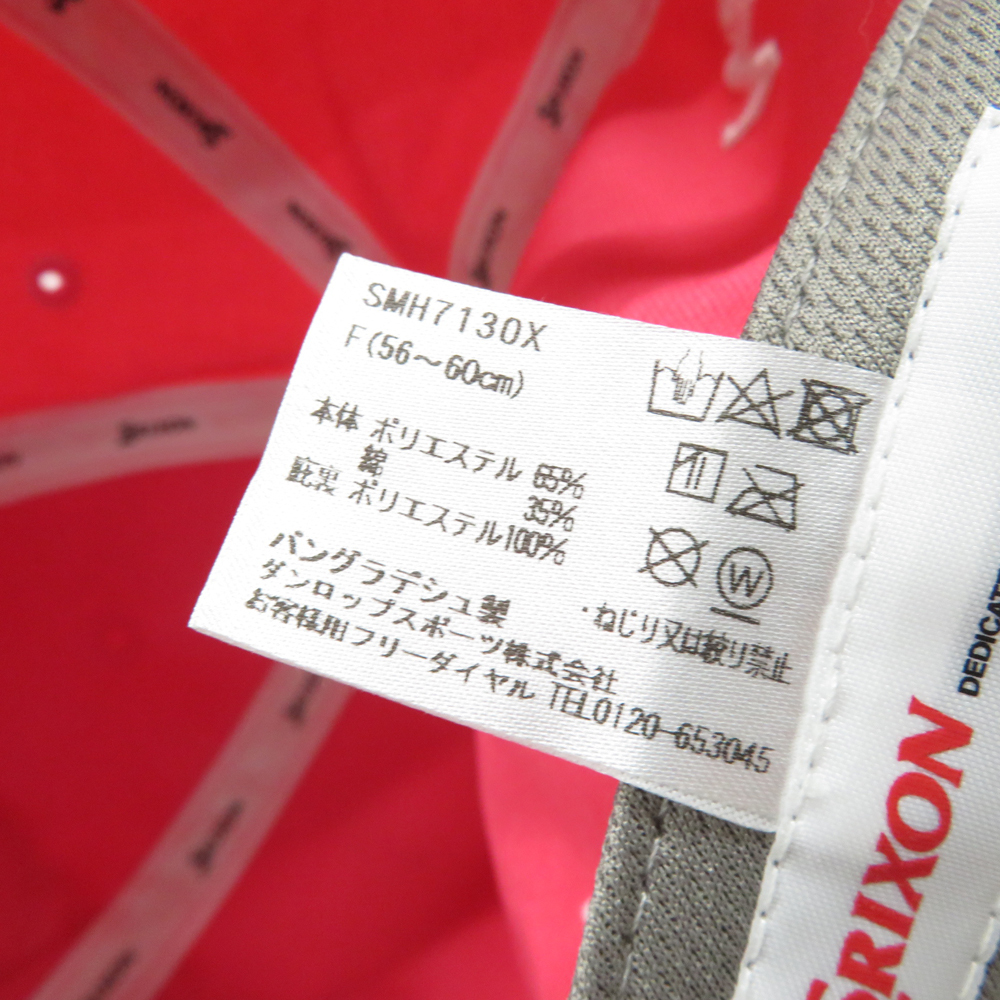 SMH7130X
F(56～60cm)
本体 ポリエステル 65%
綿 35%
庇裏 ポリエステル100%
バングラデシュ製
ダンロップスポーツ株式会社
お客様用フリーダイヤル TEL0120-653045
・ねじり又は絞り禁止
W
RIXON